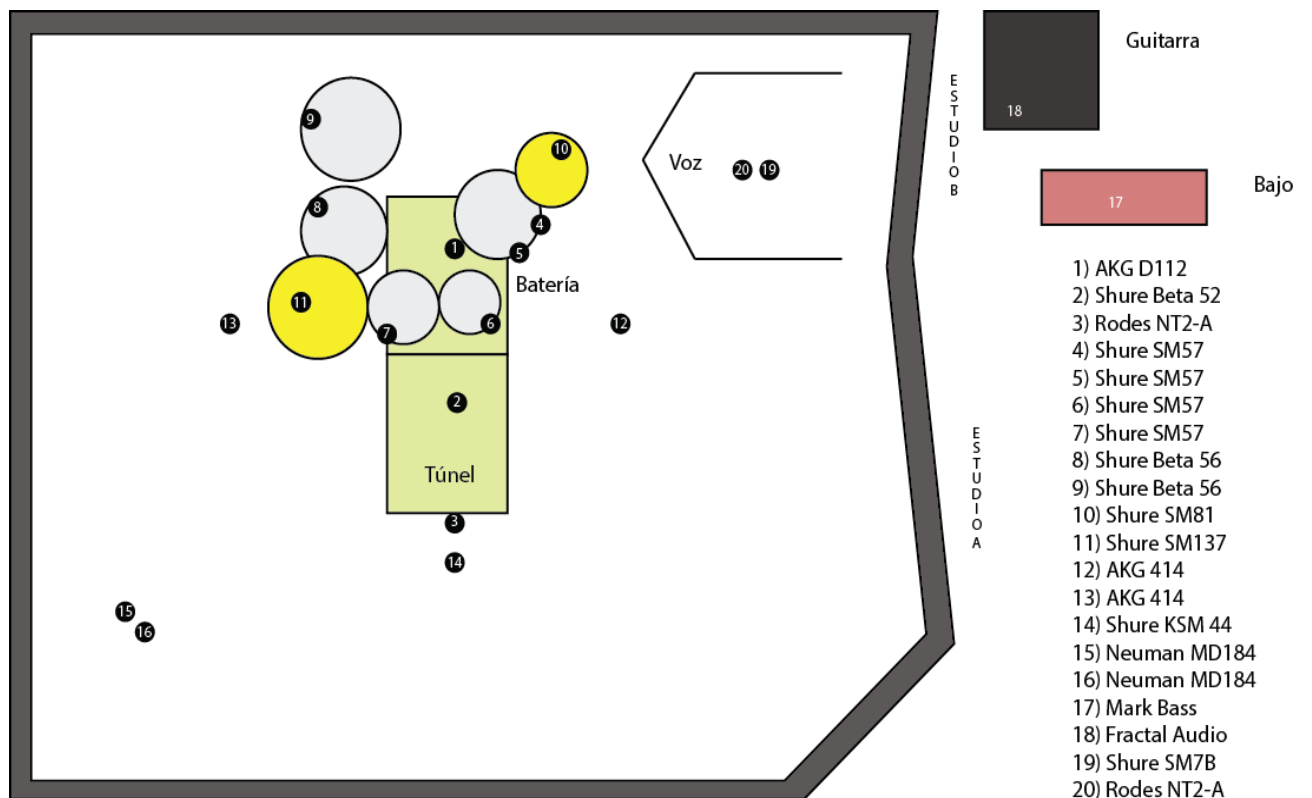 Guitarra
18
Bajo
17
ESTUDIO B
ESTUDIO A
9
10
Voz
20
19
8
4
1
5
Batería
11
13
7
6
12
2
Túnel
3
14
15
16
1) AKG D112
2) Shure Beta 52
3) Rodes NT2-A
4) Shure SM57
5) Shure SM57
6) Shure SM57
7) Shure SM57
8) Shure Beta 56
9) Shure Beta 56
10) Shure SM81
11) Shure SM137
12) AKG 414
13) AKG 414
14) Shure KSM 44
15) Neuman MD184
16) Neuman MD184
17) Mark Bass
18) Fractal Audio
19) Shure SM7B
20) Rodes NT2-A